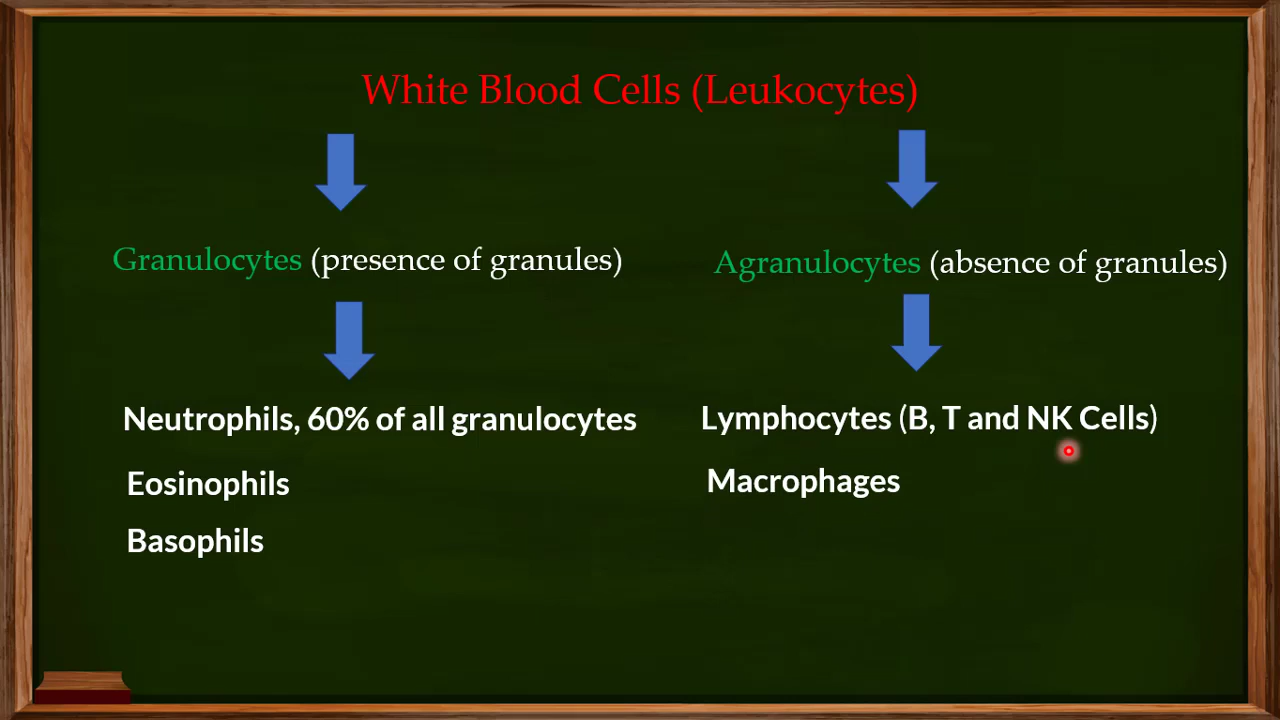 White Blood Cells (Leukocytes)
Granulocytes (presence of granules)
Agranulocytes (absence of granules)
Neutrophils, 60% of all granulocytes
Eosinophils
Basophils
Lymphocytes (B, T and NK Cells)
Macrophages